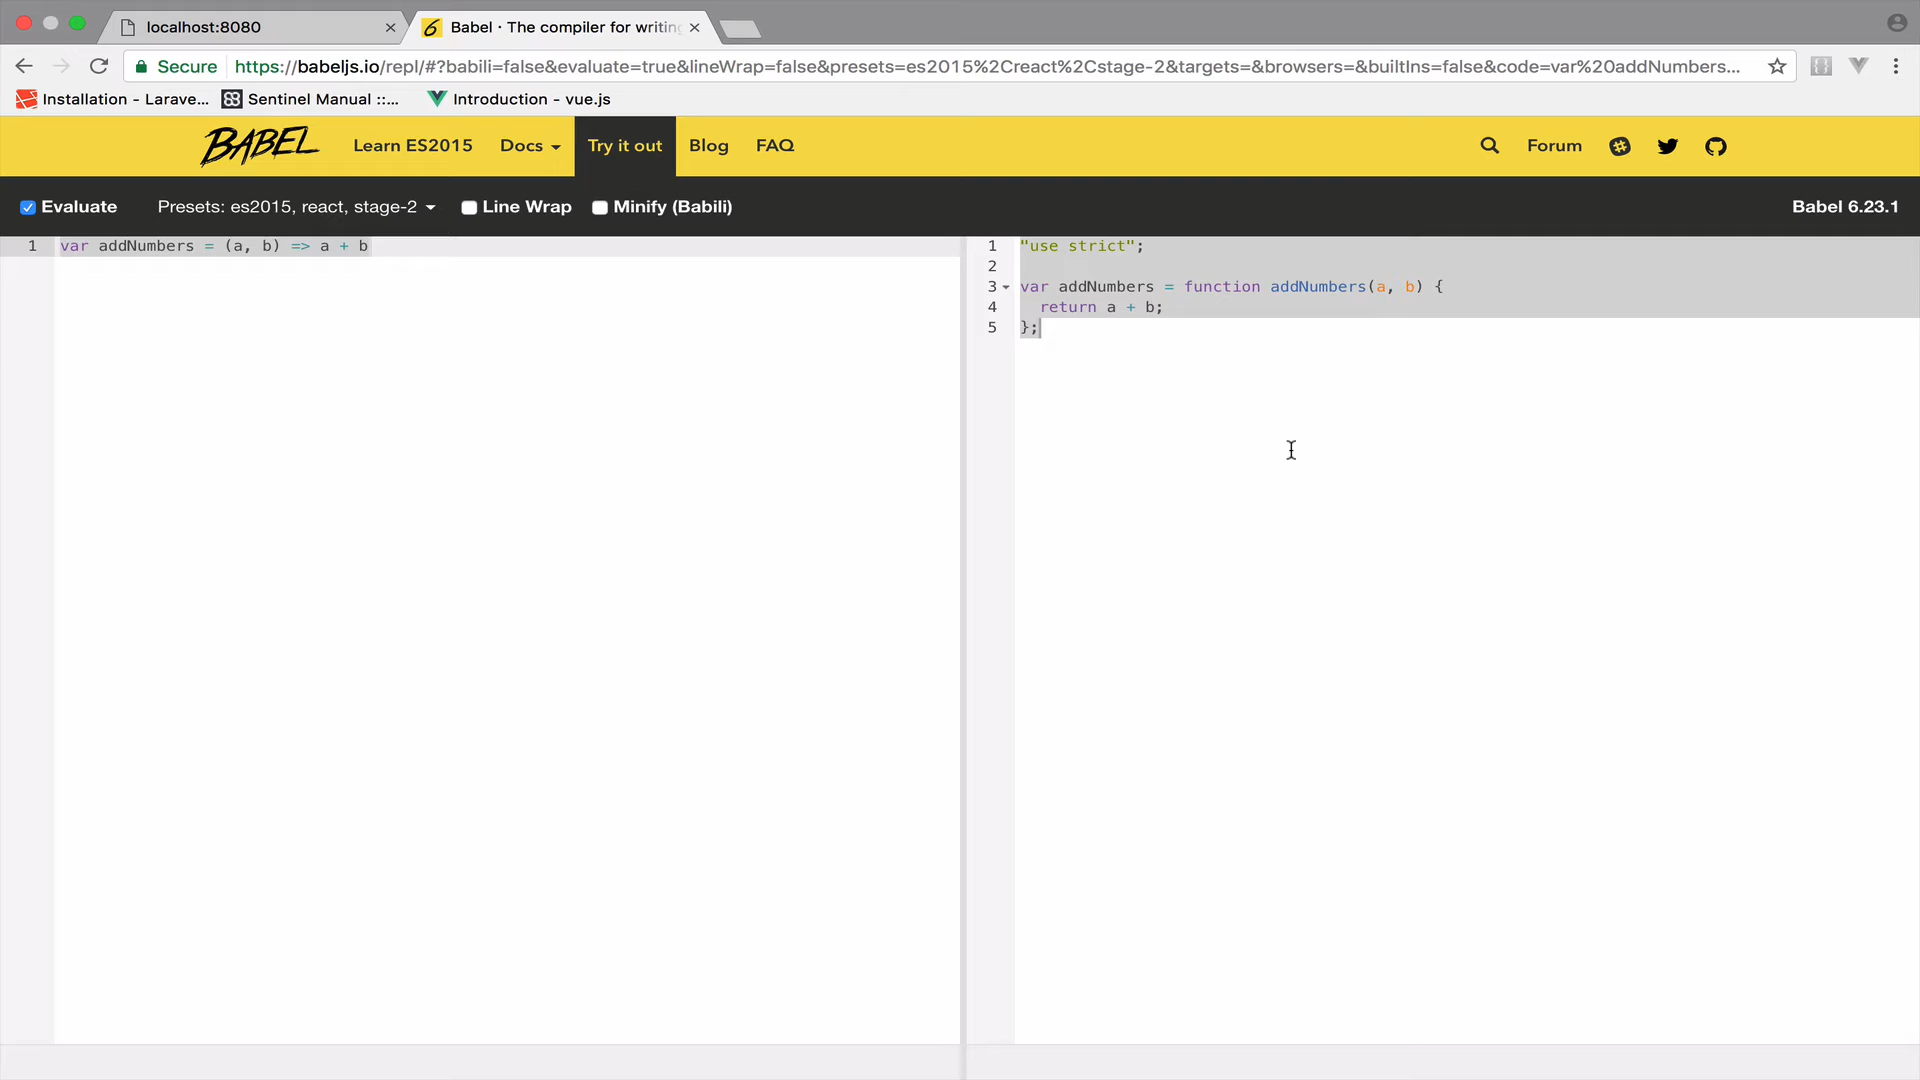 localhost:8080
Babel · The compiler for writing
Secure https://babeljs.io/repl/#?babili=false&evaluate=true&lineWrap=false&presets=es2015%2Creact%2Cstage-2&targets=&browsers=&builtIns=false&code=var%20addNumbers...
Installation - Larave... Sentinel Manual ::... Introduction - vue.js
BABEL Learn ES2015 Docs Try it out Blog FAQ Forum
Evaluate Presets: es2015, react, stage-2 Line Wrap Minify (Babili) Babel 6.23.1
1 var addNumbers = (a, b) => a + b
1 "use strict";
2
3 var addNumbers = function addNumbers(a, b) {
4 return a + b;
5 };